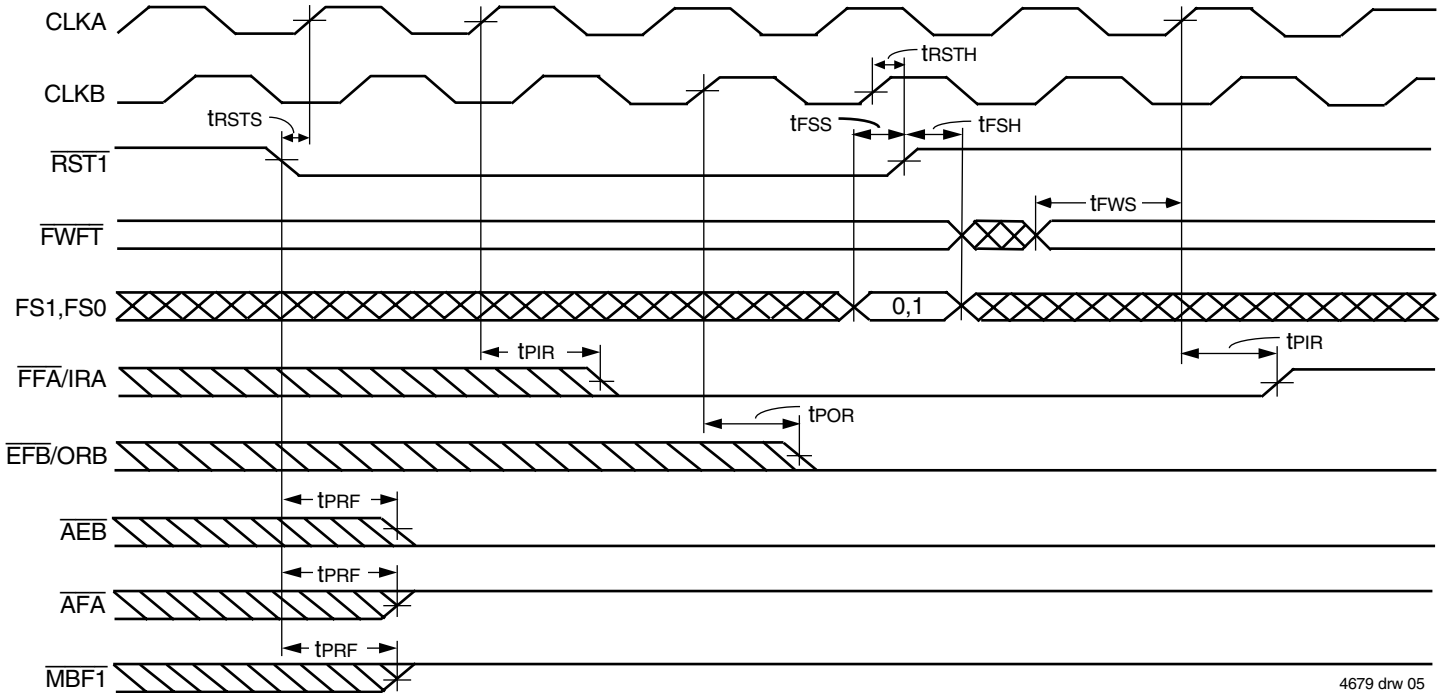 CLKA
tRSTH
CLKB
tRSTS
tFSS
tFSH
RST1
tFWS
FWFT
FS1,FS0
0,1
tPIR
tPIR
FFA/IRA
tPOR
EFB/ORB
tPRF
AEB
tPRF
AFA
tPRF
MBF1
4679 drw 05